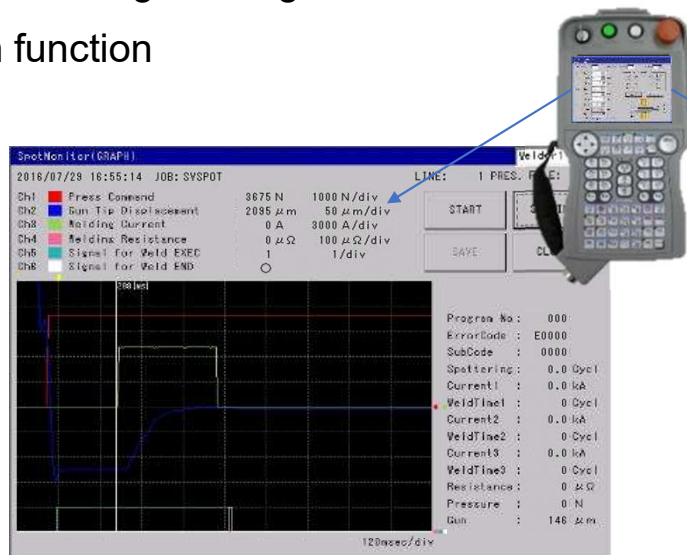 function
SpotMonitor(GRAPH)
2016/07/29 16:55:14 JOB: SVSPOT LINE: 1 PRES.
Ch1 Press Command 3675 N 1000 N/div
Ch2 Gun Tip Displacement 2095 μm 50 μm/div
Ch3 Welding Current 0 A 3000 A/div
Ch4 Welding Resistance 0 μΩ 100 μΩ/div
Ch5 Signal for Weld EXEC 1 1/div
Ch6 Signal for Weld END
START
SAVE
200[ms]
Program No.: 000
ErrorCode : E0000
SubCode : 0000
Spattering: 0.0 Cycl
Current1 : 0.0 kA
WeldTime1 : 0 Cycl
Current2 : 0.0 kA
WeldTime2 : 0 Cycl
Current3 : 0.0 kA
WeldTime3 : 0 Cycl
Resistance: 0 μΩ
Pressure : 0 N
Gun : 146 μm
120msec/div